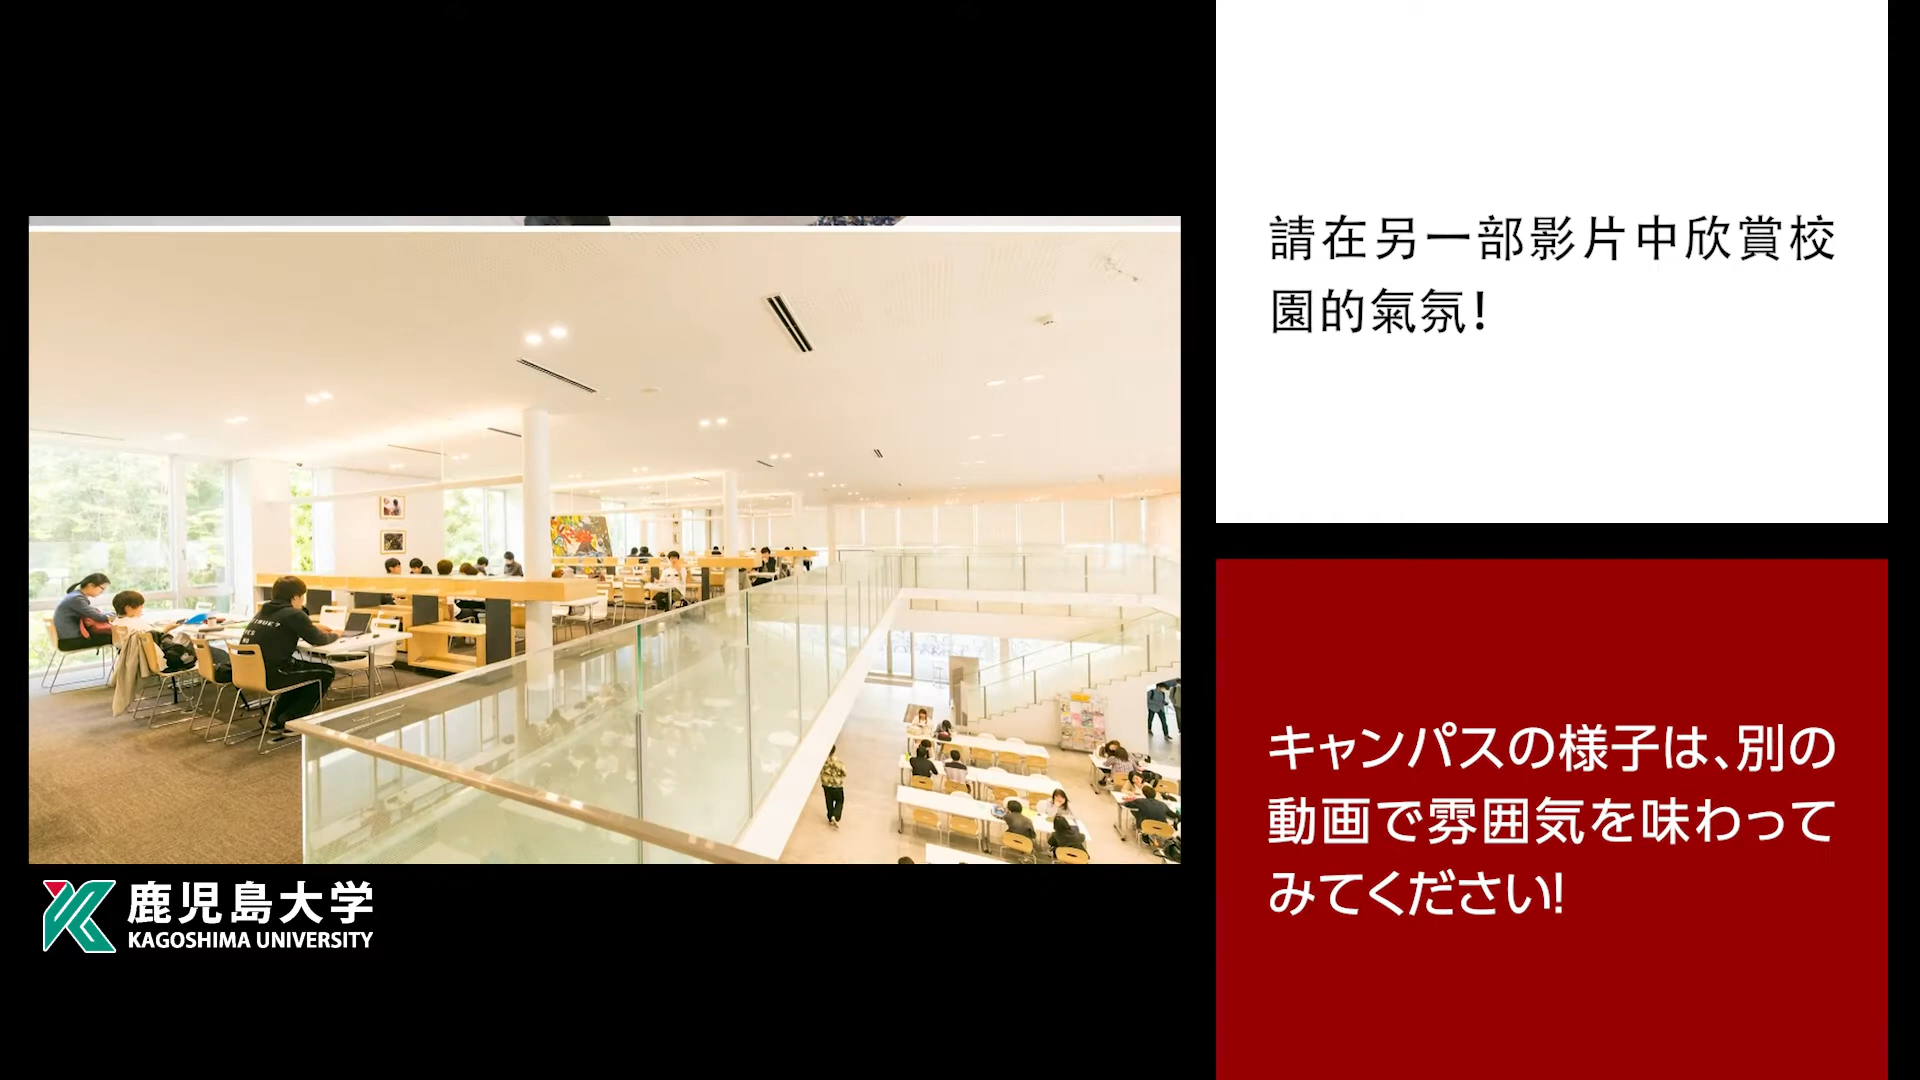 請在另一部影片中欣賞校
園的氣氛!
キャンパスの様子は、別の
動画で雰囲気を味わって
みてください!
鹿児島大学
KAGOSHIMA UNIVERSITY